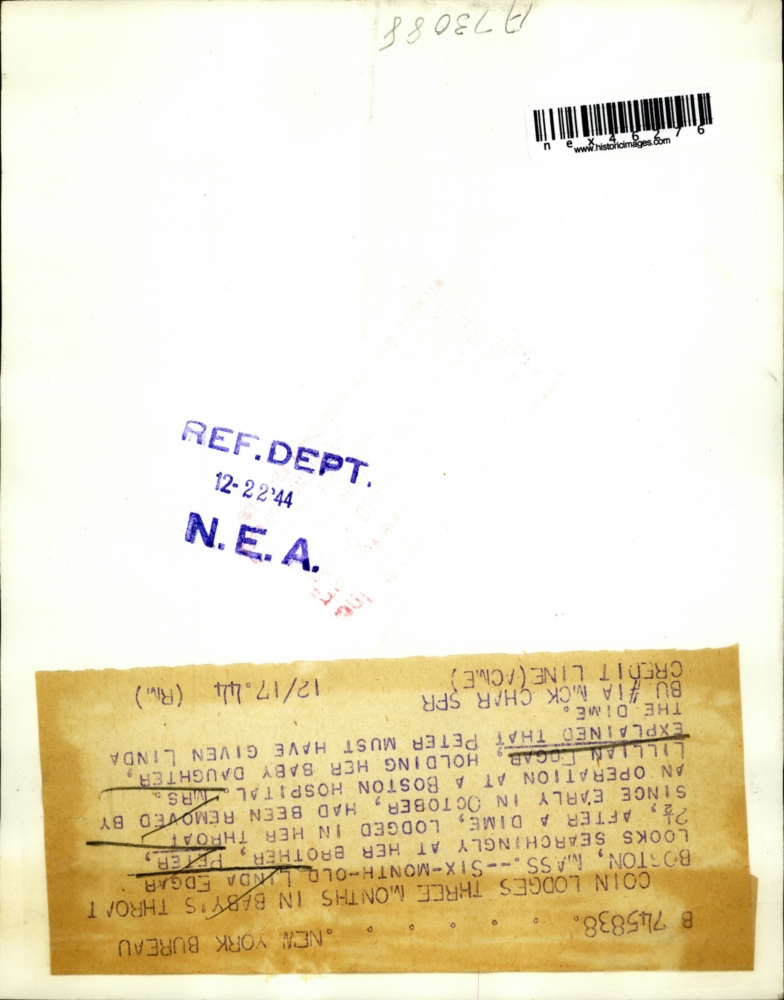 A73088
nex46276
www.historicimages.com
REF. DEPT.
12-22'44
N. E. A.
B 745838. . . . . . .NEW YORK BUREAU
COIN LODGES THREE MONTHS IN BABY'S THROAT
BOSTON, MASS.---SIX-MONTH-OLD LINDA EDGAR
LOOKS SEARCHINGLY AT HER BROTHER, PETER,
2½, AFTER A DIME, LODGED IN HER THROAT
SINCE EARLY IN OCTOBER, HAD BEEN REMOVED BY
AN OPERATION AT A BOSTON HOSPITAL. MRS.
LILLIAN EDGAR, HOLDING HER BABY DAUGHTER,
EXPLAINED THAT PETER MUST HAVE GIVEN LINDA
THE DIME.
BU #1A MCK CHAR SPR
CREDIT LINE(ACME) 12/17.44 (RM)